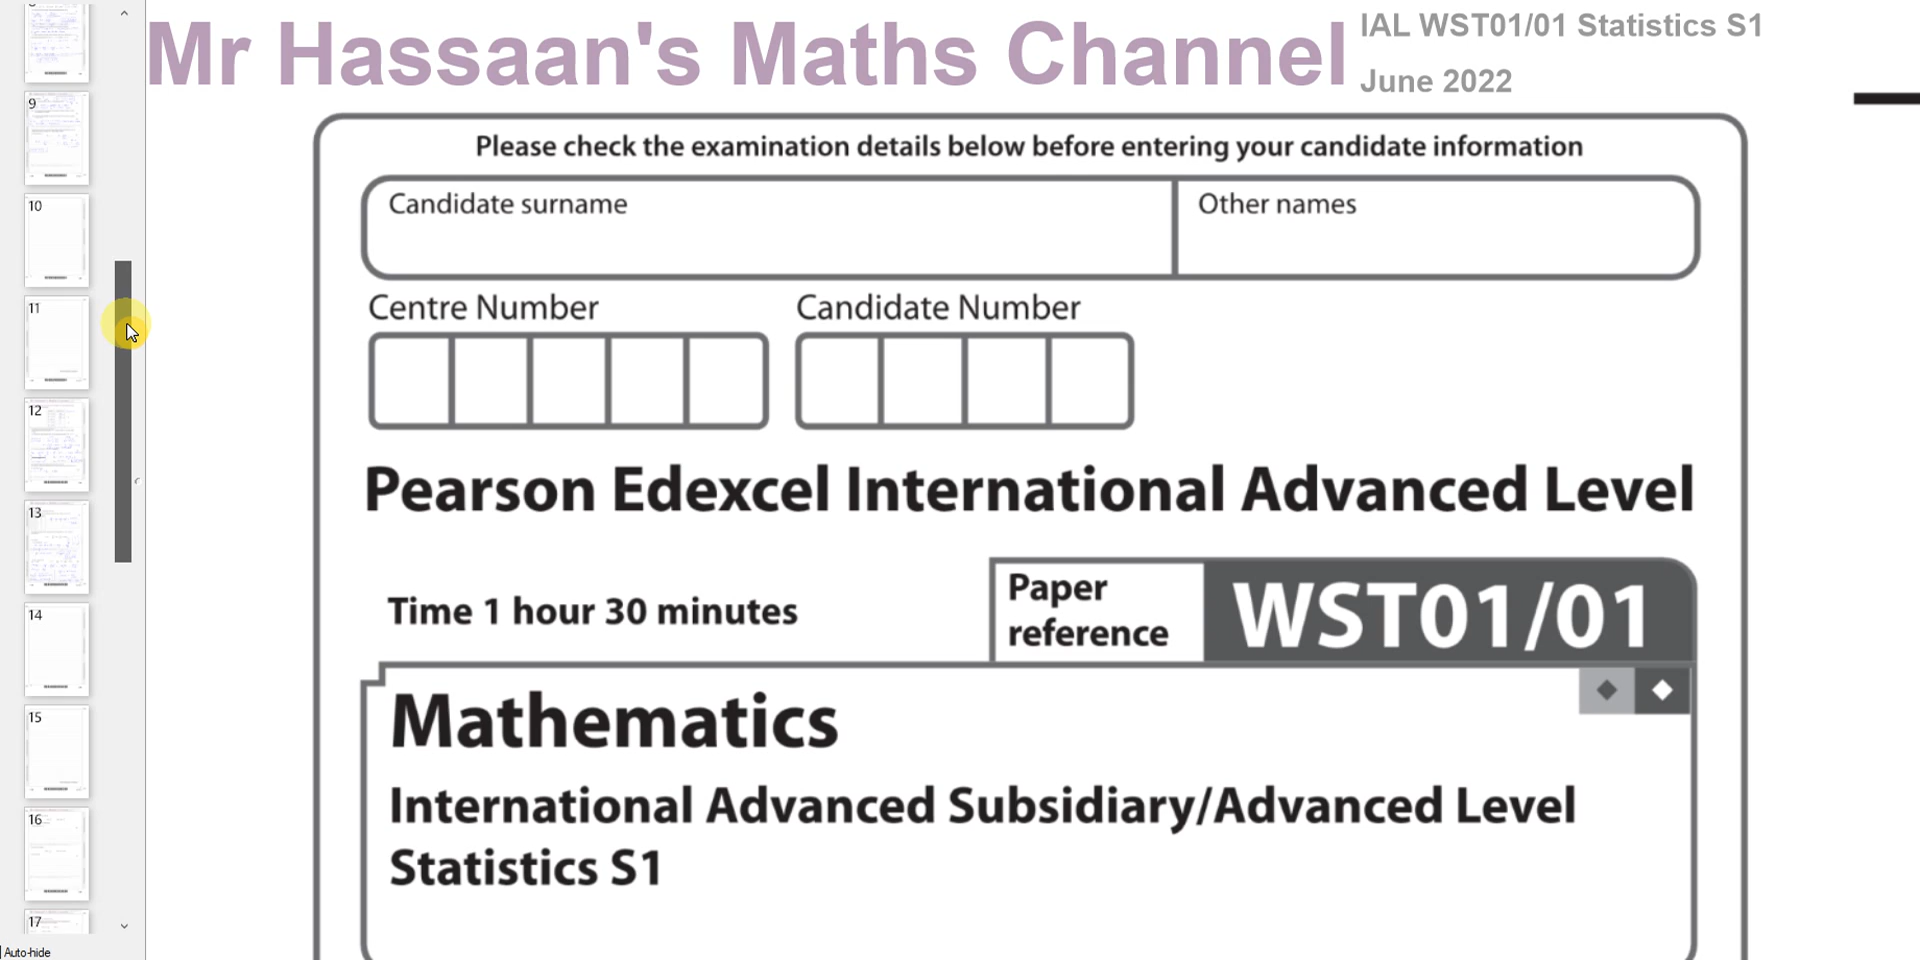 Mr Hassaan's Maths Channel
IAL WST01/01 Statistics S1
June 2022
Please check the examination details below before entering your candidate information
Candidate surname
Other names
Centre Number
Candidate Number
Pearson Edexcel International Advanced Level
Time 1 hour 30 minutes
Paper
reference
WST01/01
Mathematics
International Advanced Subsidiary/Advanced Level
Statistics S1
9
10
11
12
13
14
15
16
17
Auto-hide